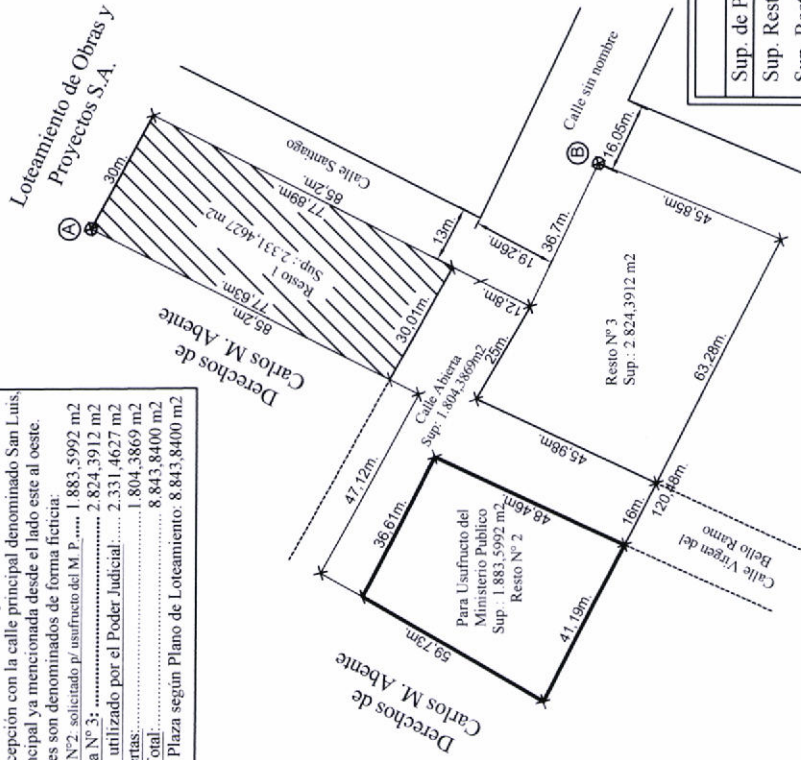 cepción con la calle principal denominado San Luis,
ncipal ya mencionada desde el lado este al oeste.
es son denominados de forma ficticia:
N°2: solicitado p/ usufructo del M. P. ...... 1.883,5992 m2
a N° 3: ........................... 2.824,3912 m2
utilizado por el Poder Judicial: .... 2.331,4627 m2
ertas: ........................... 1.804,3869 m2
Total: ........................... 8.843,8400 m2
Plaza según Plano de Loteamiento: 8.843,8400 m2
Loteamiento de Obras y
Proyectos S.A.
A
30m.
Calle Santiago
85,2m.
77,89m.
Resto 1
Sup.: 2.331,4627 m2
77,63m.
85,2m.
Derechos de
Carlos M. Abente
30,01m.
13m.
19,26m.
12,8m.
36,7m.
Calle sin nombre
B
16,05m.
45,85m.
25m.
Calle Abierta
Sup: 1.804,3869m2
47,12m.
36,61m.
45,98m.
Resto N° 3
Sup.: 2 824,3912 m2
63,28m.
48,46m.
Para Usufructo del
Ministerio Publico
Sup.: 1.883,5992 m2
Resto N° 2
59,73m.
41,19m.
16m.
120,48m.
Calle Virgen del
Bello Ramo
Derechos de
Carlos M. Abente
Sup. de P
Sup. Rest
Sup. Rest